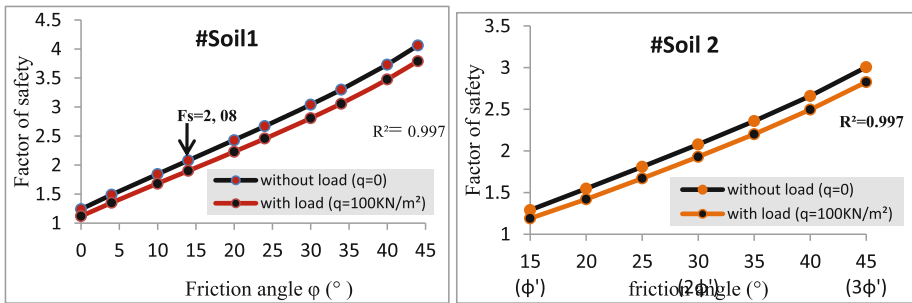 #Soil1
Factor of safety
4.5
4
3.5
3
2.5
2
1.5
1
Fs=2, 08
R²= 0.997
without load (q=0)
with load (q=100KN/m²)
0 5 10 15 20 25 30 35 40 45
Friction angle φ (° )
#Soil 2
Factor of safety
3.5
3
2.5
2
1.5
1
R²=0.997
without load (q=0)
with load (q=100KN/m²)
15 20 25 30 35 40 45
(ϕ') (2ϕ') (3ϕ')
friction angle (°)